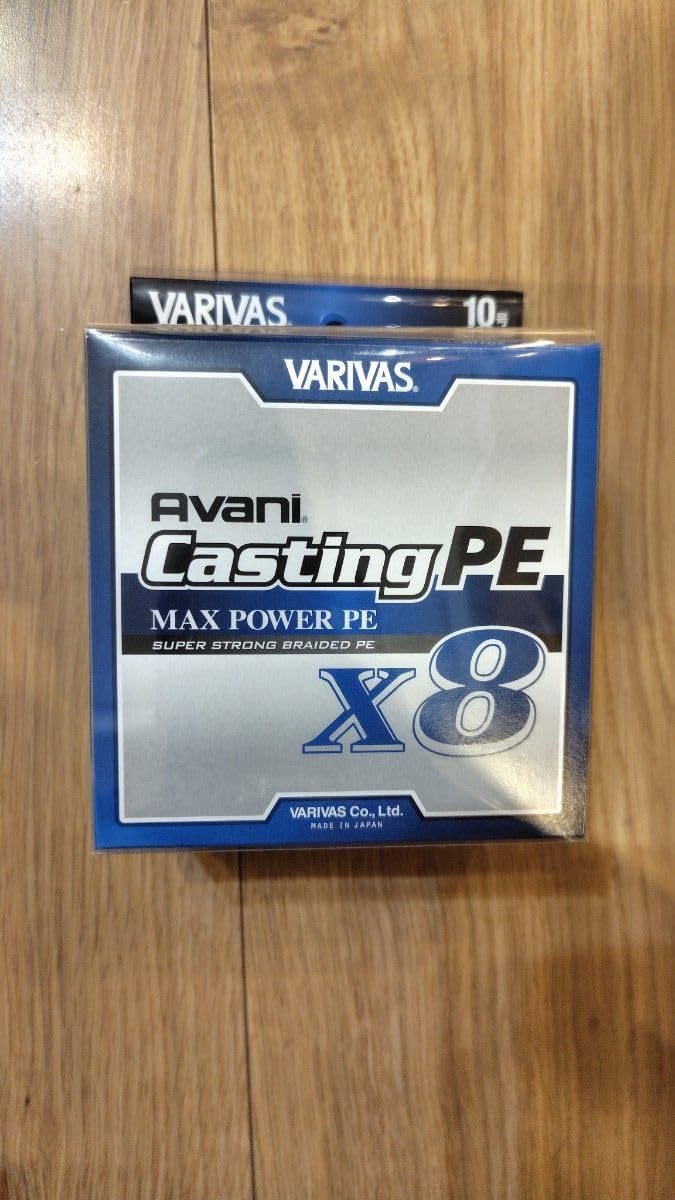 VARIVAS® 10号
VARIVAS®
Avani®
Casting PE
MAX POWER PE
SUPER STRONG BRAIDED PE
X8
VARIVAS Co., Ltd.
MADE IN JAPAN